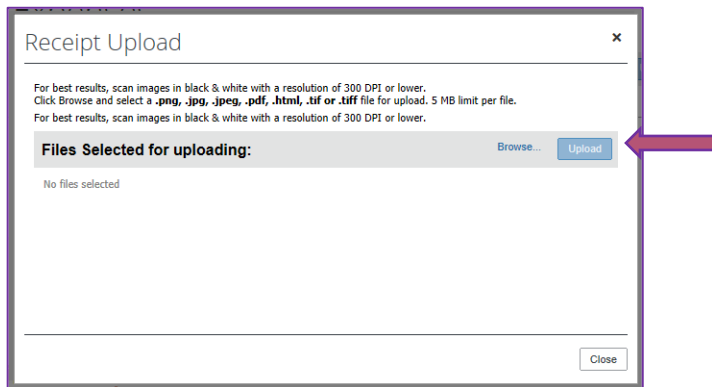 Receipt Upload ×
For best results, scan images in black & white with a resolution of 300 DPI or lower.
Click Browse and select a .png, .jpg, .jpeg, .pdf, .html, .tif or .tiff file for upload. 5 MB limit per file.
For best results, scan images in black & white with a resolution of 300 DPI or lower.
Files Selected for uploading: Browse... Upload
No files selected
Close